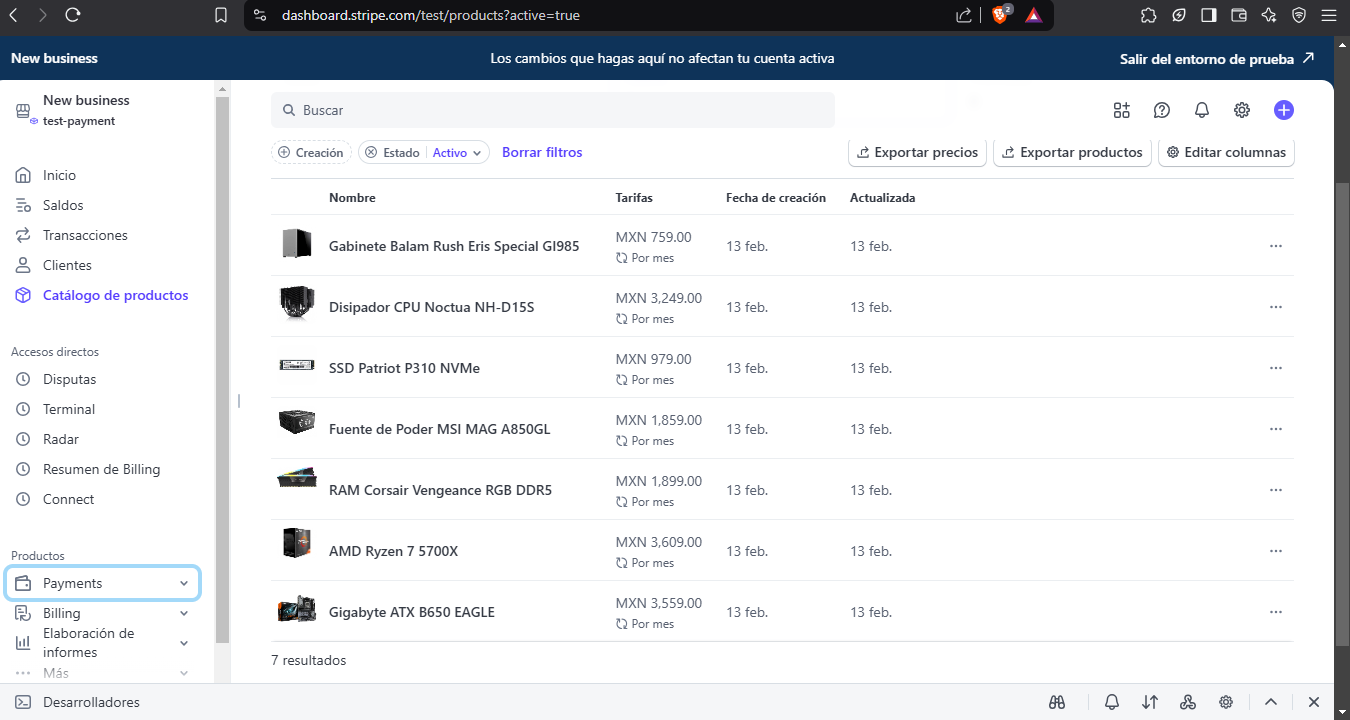 dashboard.stripe.com/test/products?active=true
2
New business
Los cambios que hagas aquí no afectan tu cuenta activa
Salir del entorno de prueba
New business
test-payment
Inicio
Saldos
Transacciones
Clientes
Catálogo de productos
Accesos directos
Disputas
Terminal
Radar
Resumen de Billing
Connect
Productos
Payments
Billing
Elaboración de
informes
Más
Desarrolladores
Buscar
Creación
Estado Activo
Borrar filtros
Exportar precios
Exportar productos
Editar columnas
Nombre Tarifas Fecha de creación Actualizada
Gabinete Balam Rush Eris Special GI985 MXN 759.00 13 feb. 13 feb.
Por mes
Disipador CPU Noctua NH-D15S MXN 3,249.00 13 feb. 13 feb.
Por mes
SSD Patriot P310 NVMe MXN 979.00 13 feb. 13 feb.
Por mes
Fuente de Poder MSI MAG A850GL MXN 1,859.00 13 feb. 13 feb.
Por mes
RAM Corsair Vengeance RGB DDR5 MXN 1,899.00 13 feb. 13 feb.
Por mes
AMD Ryzen 7 5700X MXN 3,609.00 13 feb. 13 feb.
Por mes
Gigabyte ATX B650 EAGLE MXN 3,559.00 13 feb. 13 feb.
Por mes
7 resultados